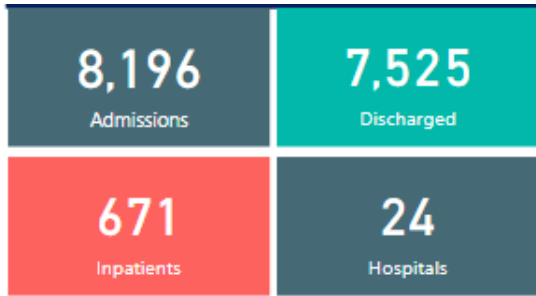 8,196
Admissions
7,525
Discharged
671
Inpatients
24
Hospitals